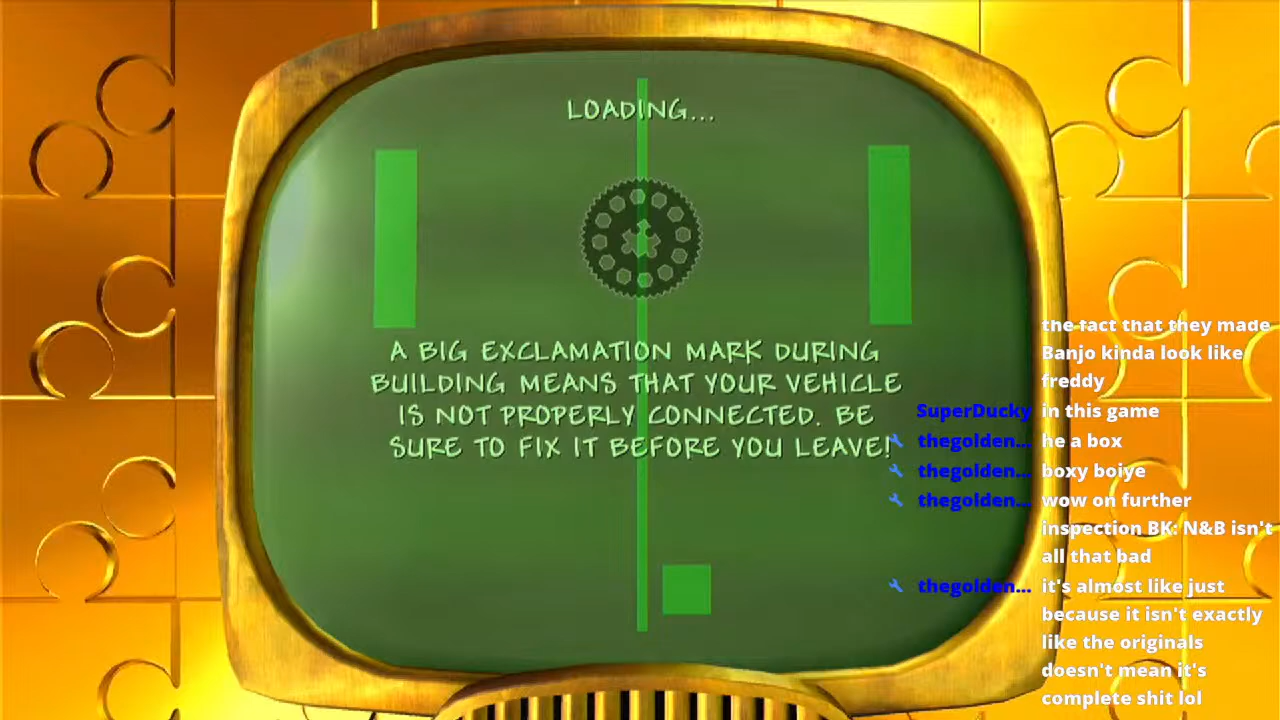 LOADING...
A BIG EXCLAMATION MARK DURING
BUILDING MEANS THAT YOUR VEHICLE
IS NOT PROPERLY CONNECTED. BE
SURE TO FIX IT BEFORE YOU LEAVE!
the fact that they made
Banjo kinda look like
freddy
SuperDucky in this game
thegolden... he a box
thegolden... boxy boiye
thegolden... wow on further
inspection BK: N&B isn't
all that bad
thegolden... it's almost like just
because it isn't exactly
like the originals
doesn't mean it's
complete shit lol